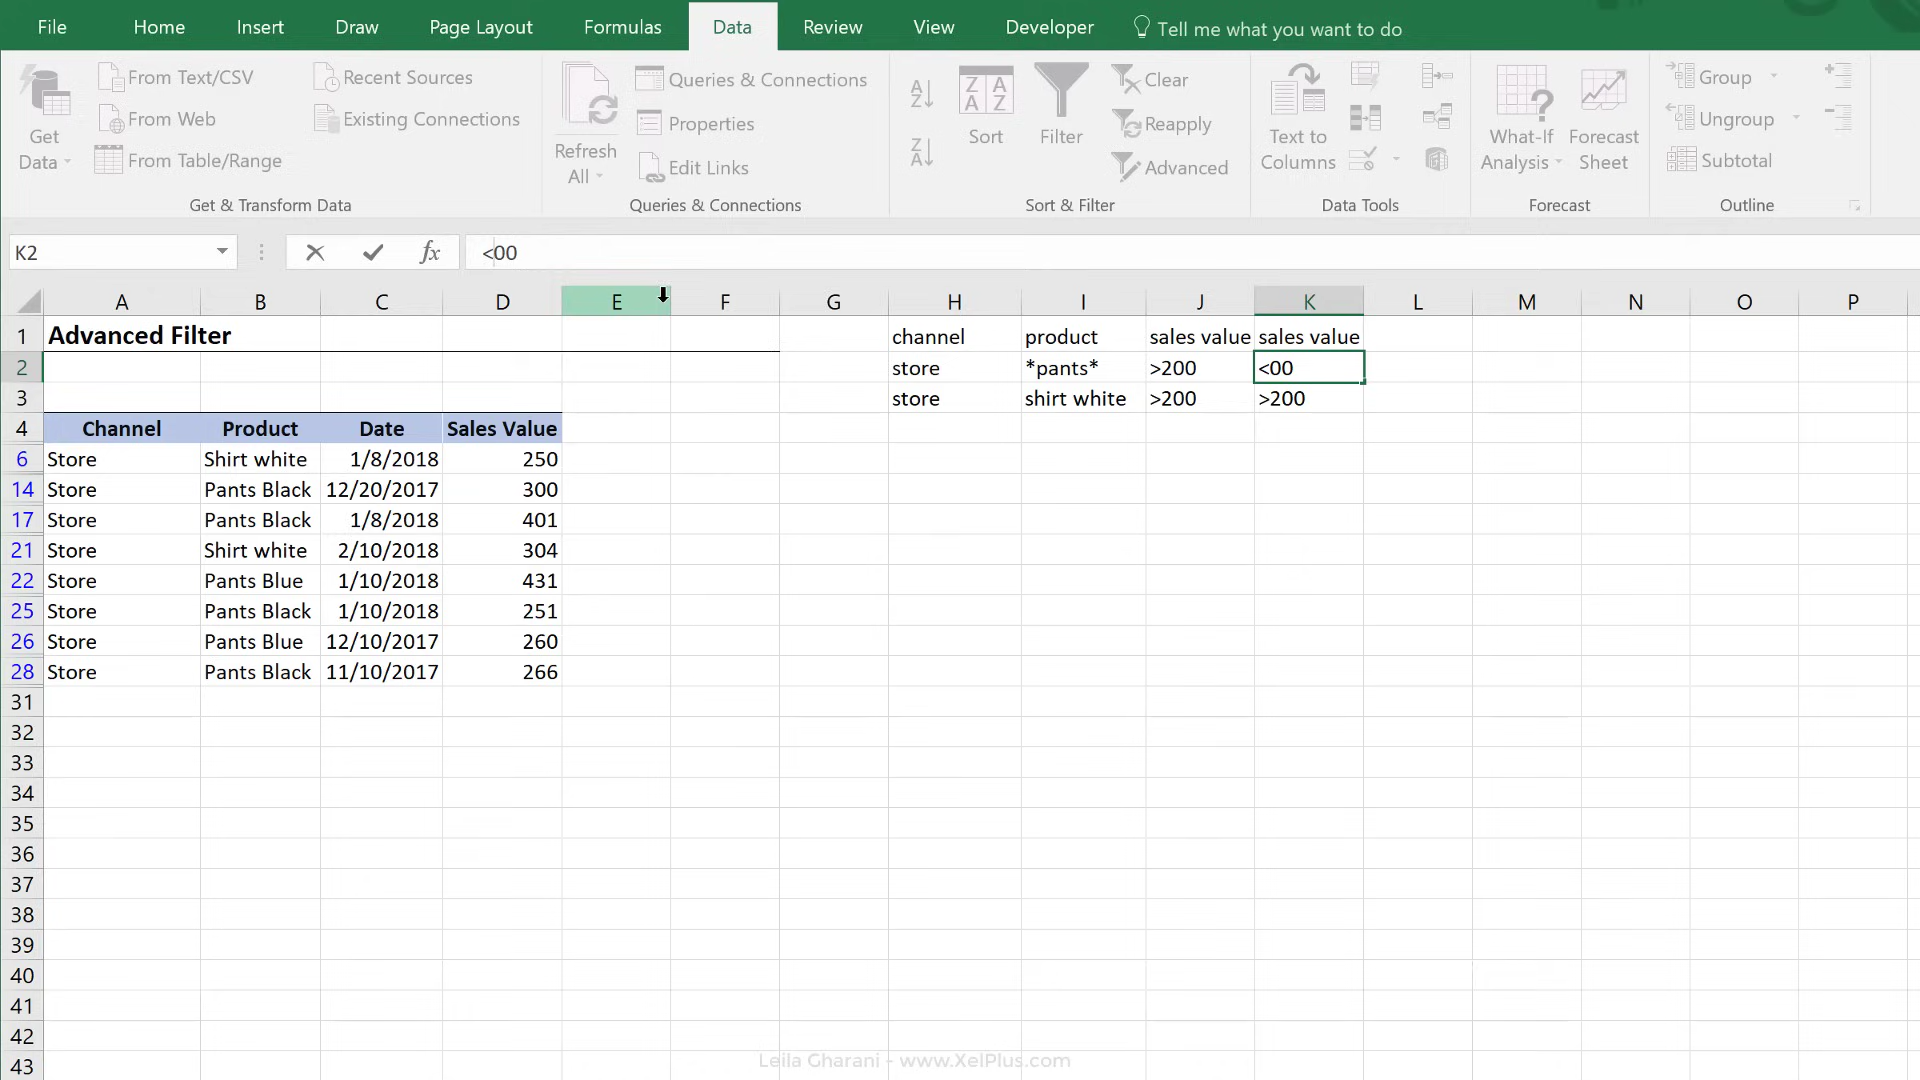 File Home Insert Draw Page Layout Formulas Data Review View Developer Tell me what you want to do
Get Data
From Text/CSV
From Web
From Table/Range
Recent Sources
Existing Connections
Get & Transform Data
Refresh All
Queries & Connections
Properties
Edit Links
Queries & Connections
Sort
Filter
Clear
Reapply
Advanced
Sort & Filter
Text to Columns
Data Tools
What-If Analysis
Forecast Sheet
Forecast
Group
Ungroup
Subtotal
Outline
K2 fx <00
A B C D E F G H I J K L M N O P
1 Advanced Filter channel product sales value sales value
2 store *pants* >200 <00
3 store shirt white >200 >200
4 Channel Product Date Sales Value
6 Store Shirt white 1/8/2018 250
14 Store Pants Black 12/20/2017 300
17 Store Pants Black 1/8/2018 401
21 Store Shirt white 2/10/2018 304
22 Store Pants Blue 1/10/2018 431
25 Store Pants Black 1/10/2018 251
26 Store Pants Blue 12/10/2017 260
28 Store Pants Black 11/10/2017 266
31
32
33
34
35
36
37
38
39
40
41
42
43
Leila Gharani - www.XelPlus.com